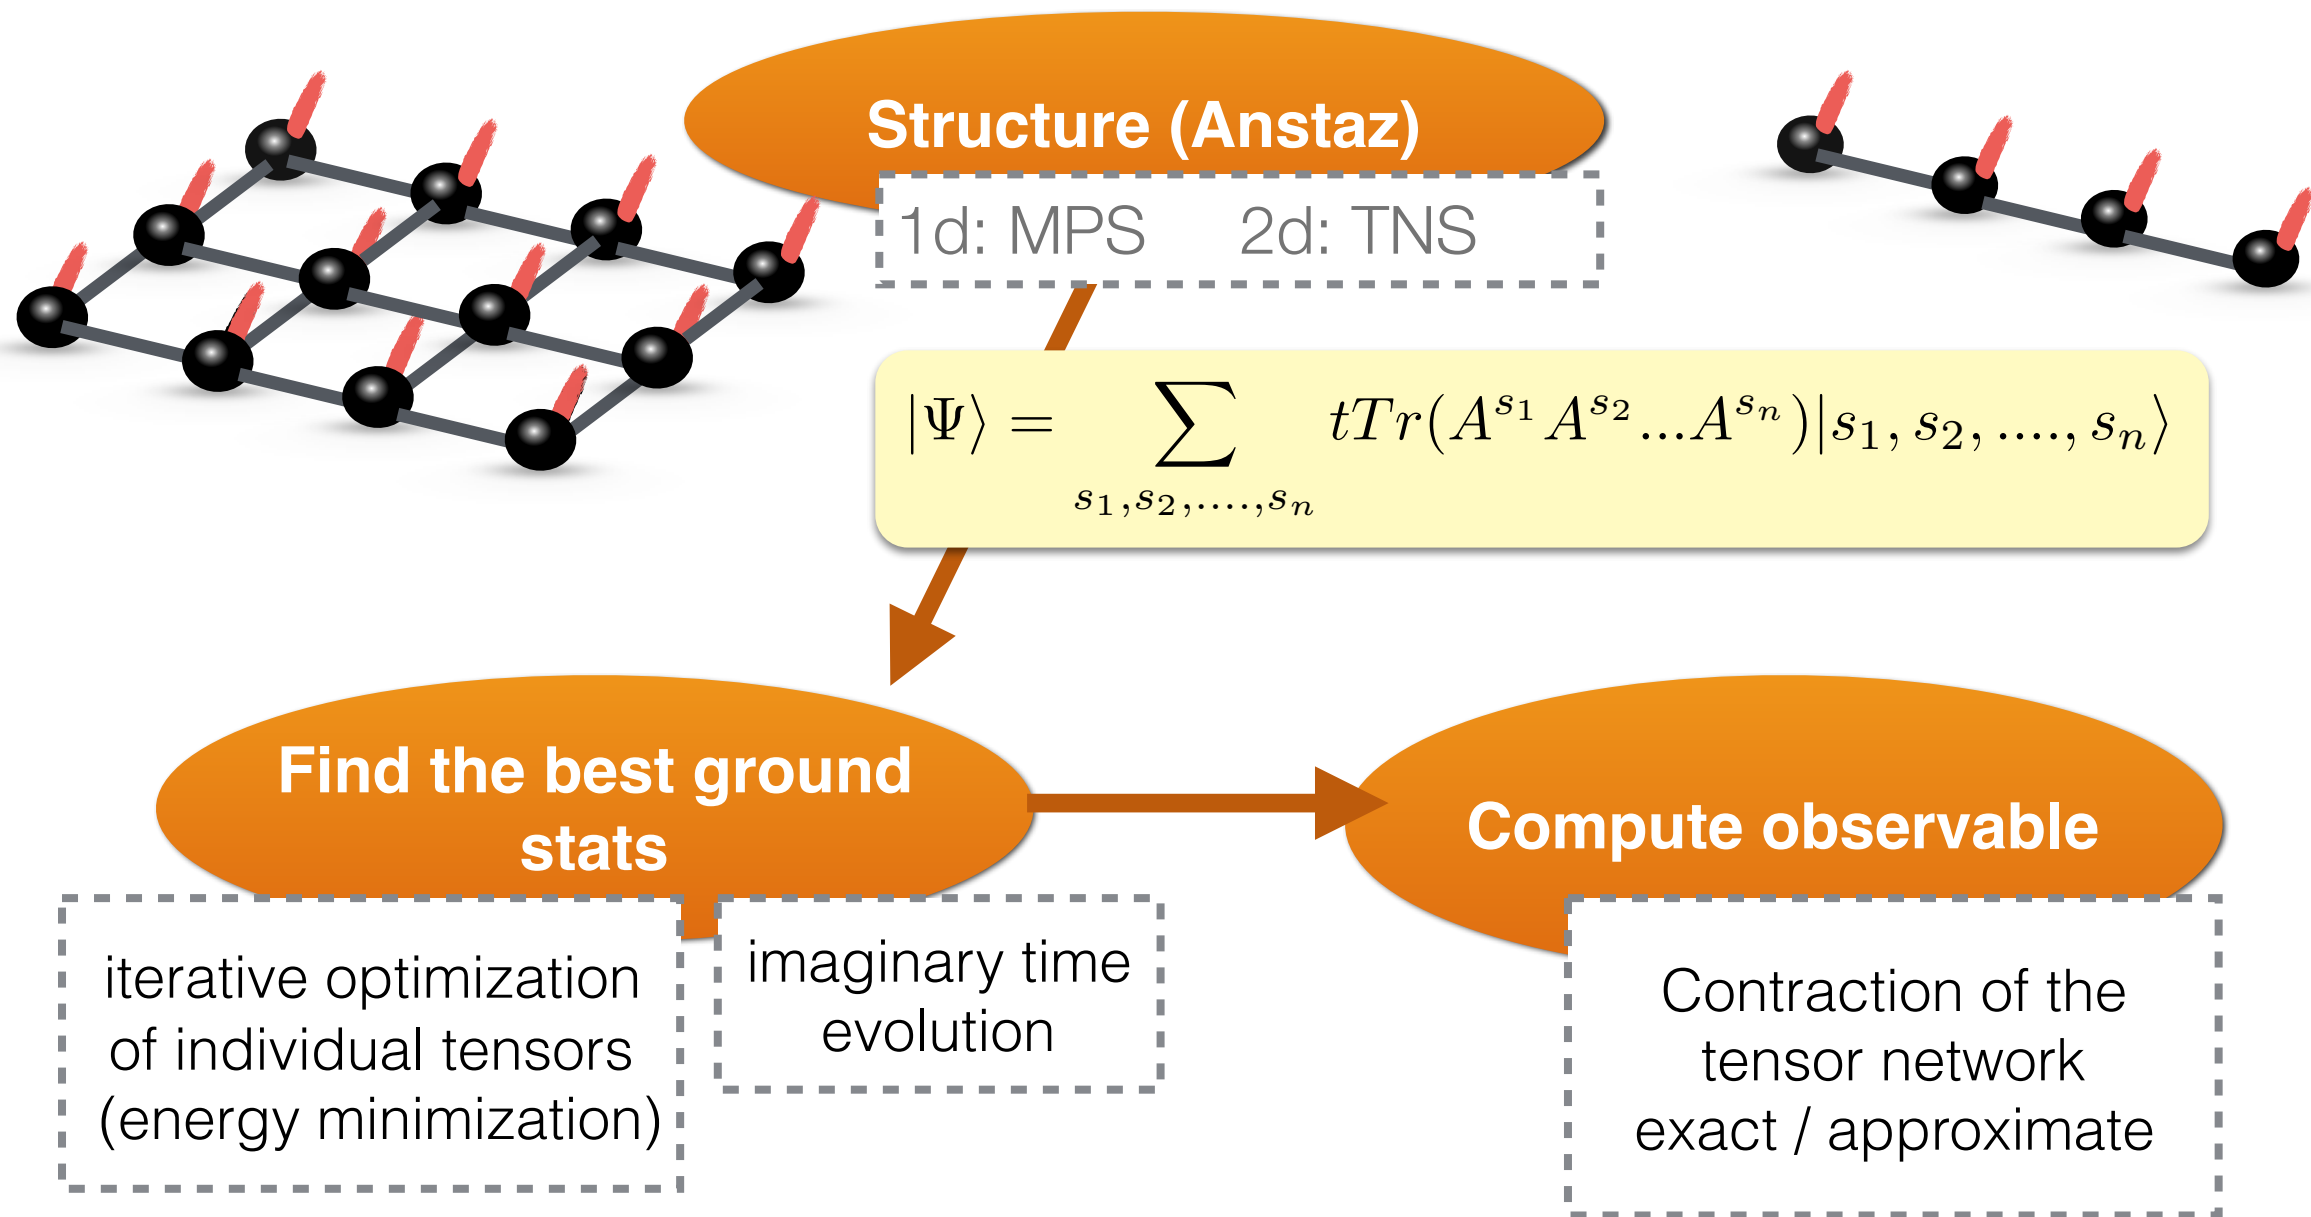 Structure (Anstaz)
1d: MPS 2d: TNS
|Ψ⟩ = ∑ tTr(A^{s_1} A^{s_2} ... A^{s_n})|s_1, s_2, ...., s_n⟩
s_1,s_2,....,s_n
Find the best ground
stats
iterative optimization
of individual tensors
(energy minimization)
imaginary time
evolution
Compute observable
Contraction of the
tensor network
exact / approximate